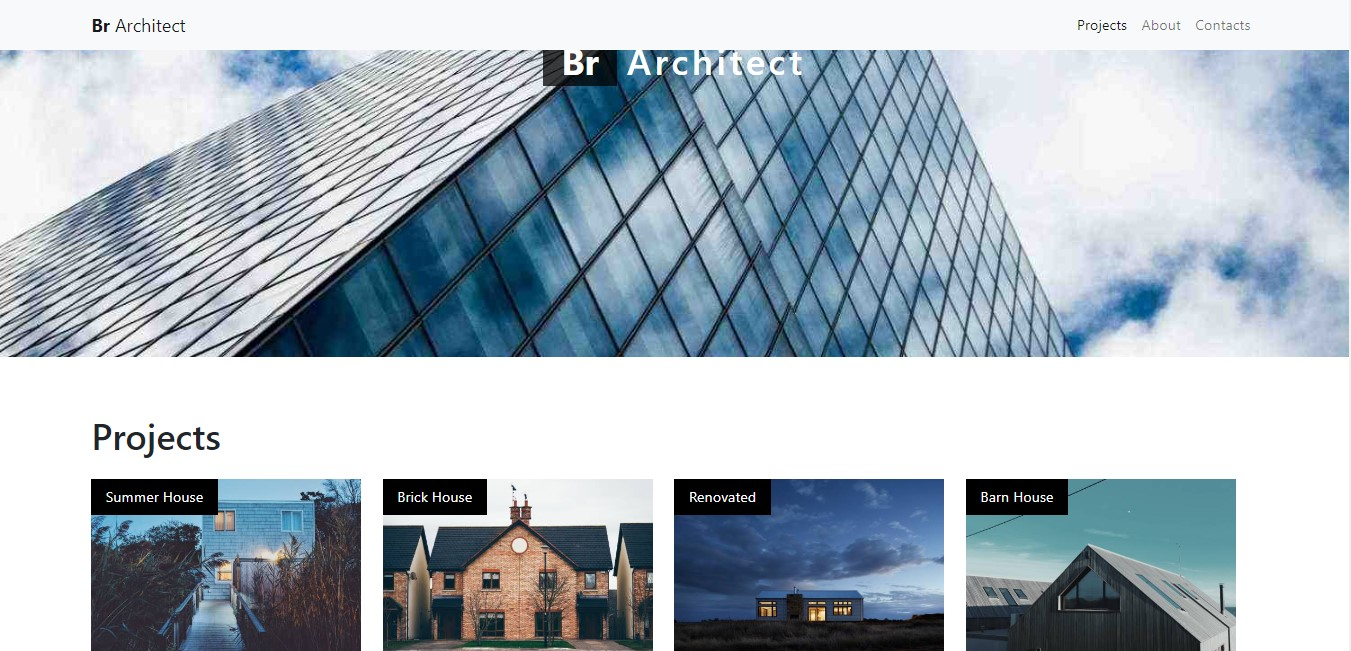 Br Architect
Projects About Contacts
Br Architect
Projects
Summer House
Brick House
Renovated
Barn House